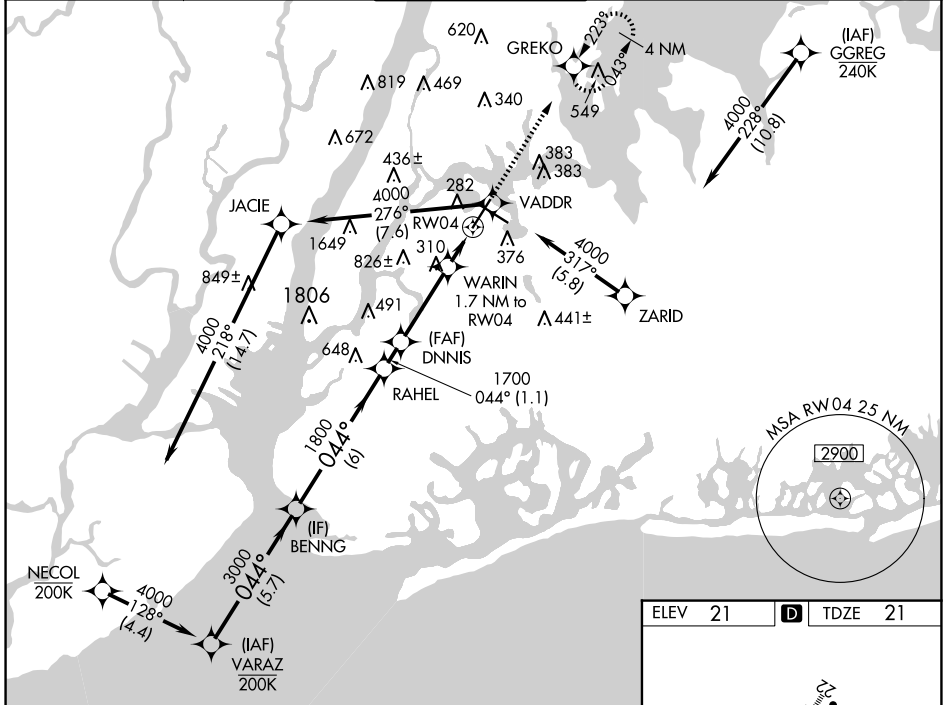 620
GREKO
223°
4 NM
043°
549
(IAF)
GGREG
240K
4000
228°
(10.8)
819
469
340
672
436±
383
383
282
VADDR
4000
276°
(7.6)
JACIE
RW04
1649
310
826±
376
4000
317°
(5.8)
849±
WARIN
1.7 NM to
RW04
ZARID
1806
491
441±
4000
218°
(14.7)
(FAF)
DNNIS
648
RAHEL
1700
044° (1.1)
1800
044°
(6)
MSA RW04 25 NM
2900
(IF)
BENNG
3000
044°
(5.7)
NECOL
200K
4000
128°
(4.4)
(IAF)
VARAZ
200K
ELEV 21 D TDZE 21
22